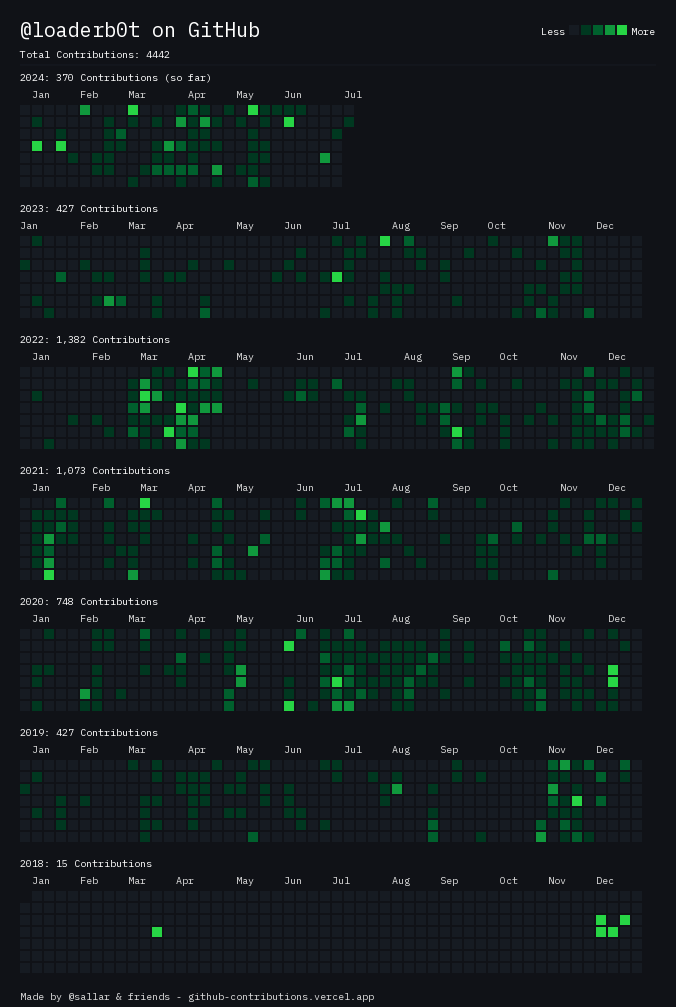 @loaderb0t on GitHub
Less More
Total Contributions: 4442
2024: 370 Contributions (so far)
Jan Feb Mar Apr May Jun Jul
2023: 427 Contributions
Jan Feb Mar Apr May Jun Jul Aug Sep Oct Nov Dec
2022: 1,382 Contributions
Jan Feb Mar Apr May Jun Jul Aug Sep Oct Nov Dec
2021: 1,073 Contributions
Jan Feb Mar Apr May Jun Jul Aug Sep Oct Nov Dec
2020: 748 Contributions
Jan Feb Mar Apr May Jun Jul Aug Sep Oct Nov Dec
2019: 427 Contributions
Jan Feb Mar Apr May Jun Jul Aug Sep Oct Nov Dec
2018: 15 Contributions
Jan Feb Mar Apr May Jun Jul Aug Sep Oct Nov Dec
Made by @sallar & friends - github-contributions.vercel.app